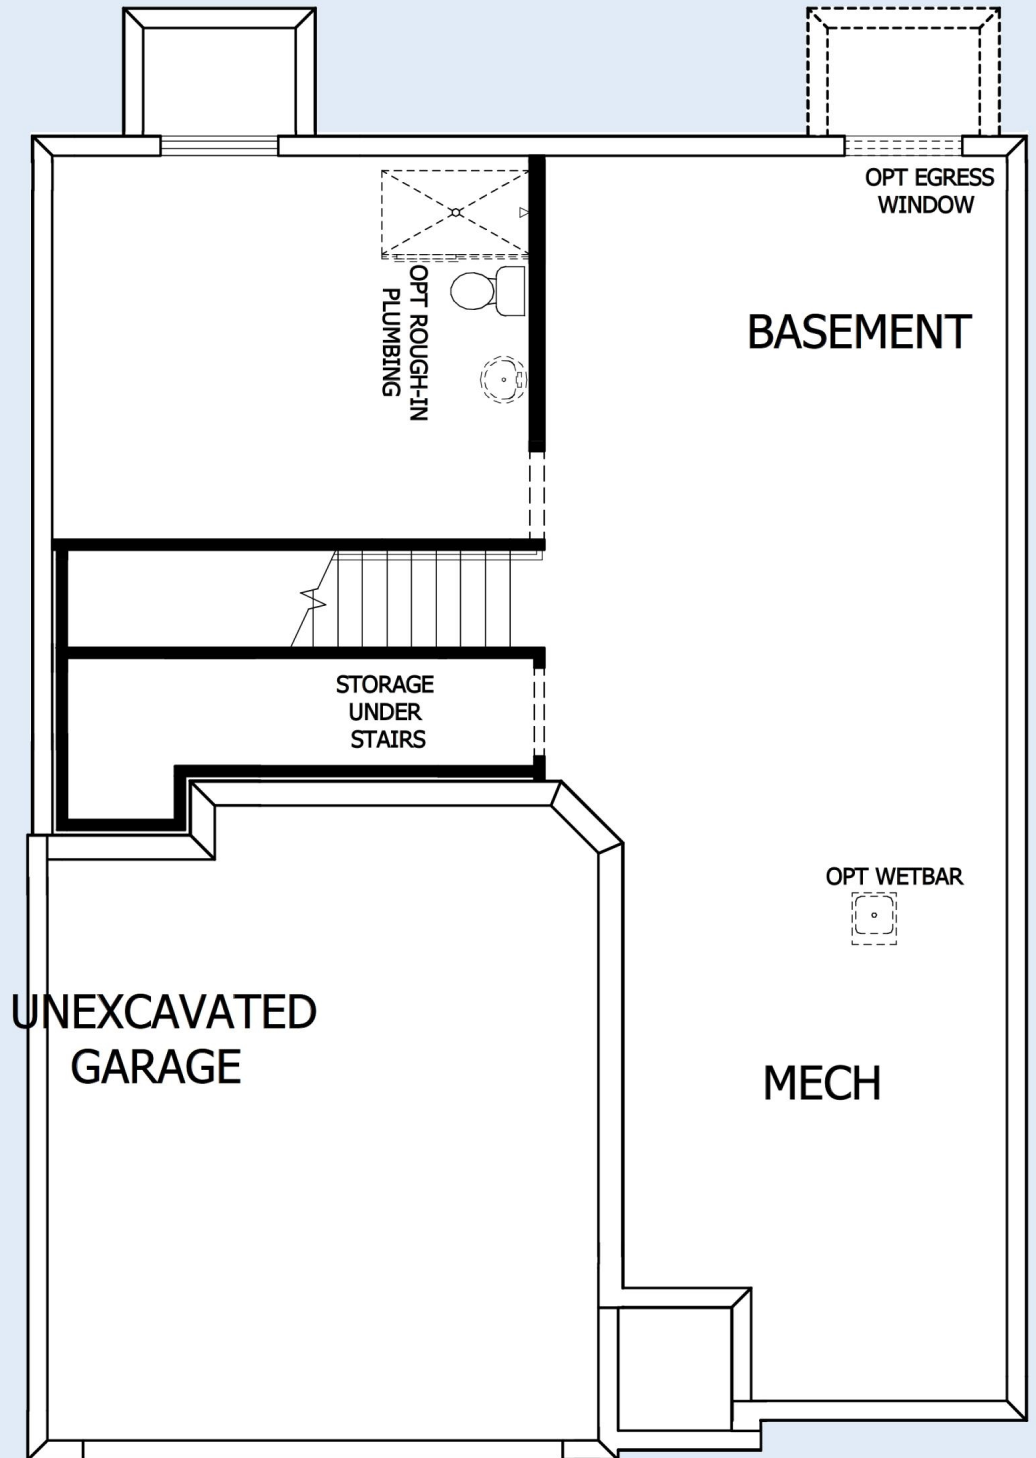 OPT EGRESS
WINDOW
OPT ROUGH-IN
PLUMBING
BASEMENT
STORAGE
UNDER
STAIRS
OPT WETBAR
UNEXCAVATED
GARAGE
MECH